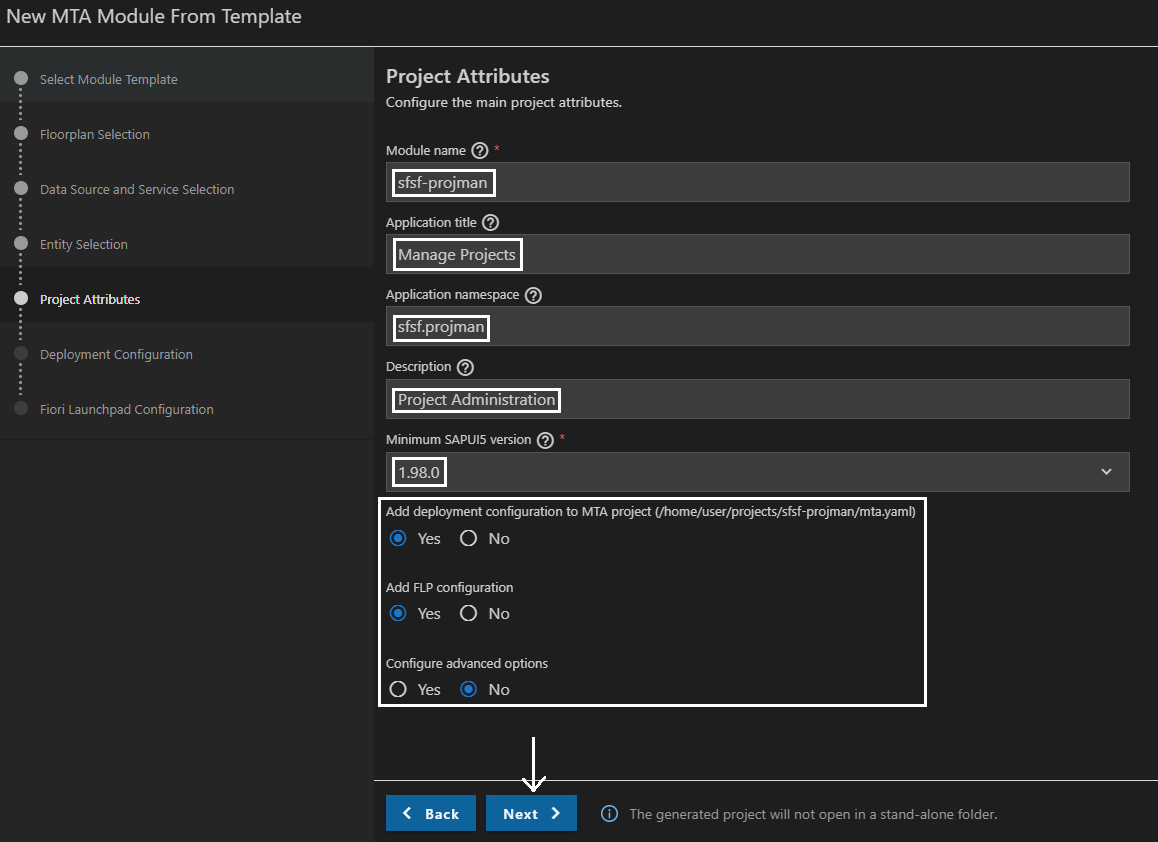 New MTA Module From Template
Select Module Template
Floorplan Selection
Data Source and Service Selection
Entity Selection
Project Attributes
Deployment Configuration
Fiori Launchpad Configuration
Project Attributes
Configure the main project attributes.
Module name ? *
sfsf-projman
Application title ?
Manage Projects
Application namespace ?
sfsf.projman
Description ?
Project Administration
Minimum SAPUI5 version ? *
1.98.0
Add deployment configuration to MTA project (/home/user/projects/sfsf-projman/mta.yaml)
Yes No
Add FLP configuration
Yes No
Configure advanced options
Yes No
Back Next The generated project will not open in a stand-alone folder.